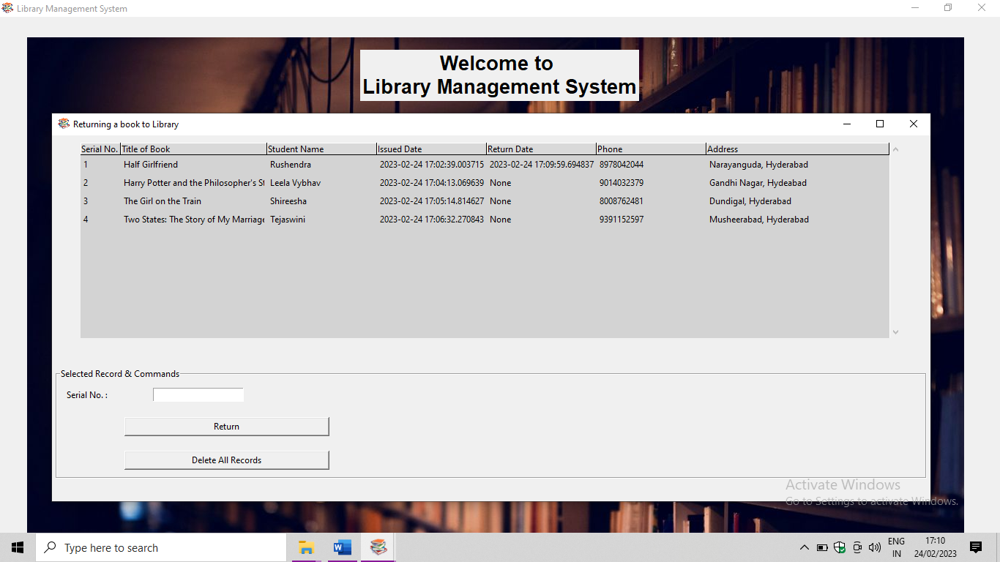 Library Management System
Welcome to
Library Management System
Returning a book to Library
Serial No. Title of Book Student Name Issued Date Return Date Phone Address
1 Half Girlfriend Rushendra 2023-02-24 17:02:39.003715 2023-02-24 17:09:59.694837 8978042044 Narayanguda, Hyderabad
2 Harry Potter and the Philosopher's St Leela Vybhav 2023-02-24 17:04:13.069639 None 9014032379 Gandhi Nagar, Hydeabad
3 The Girl on the Train Shireesha 2023-02-24 17:05:14.814627 None 8008762481 Dundigal, Hyderabad
4 Two States: The Story of My Marriage Tejaswini 2023-02-24 17:06:32.270843 None 9391152597 Musheerabad, Hyderabad
Selected Record & Commands
Serial No. :
Return
Delete All Records
Activate Windows
Go to Settings to activate Windows.
Type here to search
ENG 17:10
IN 24/02/2023